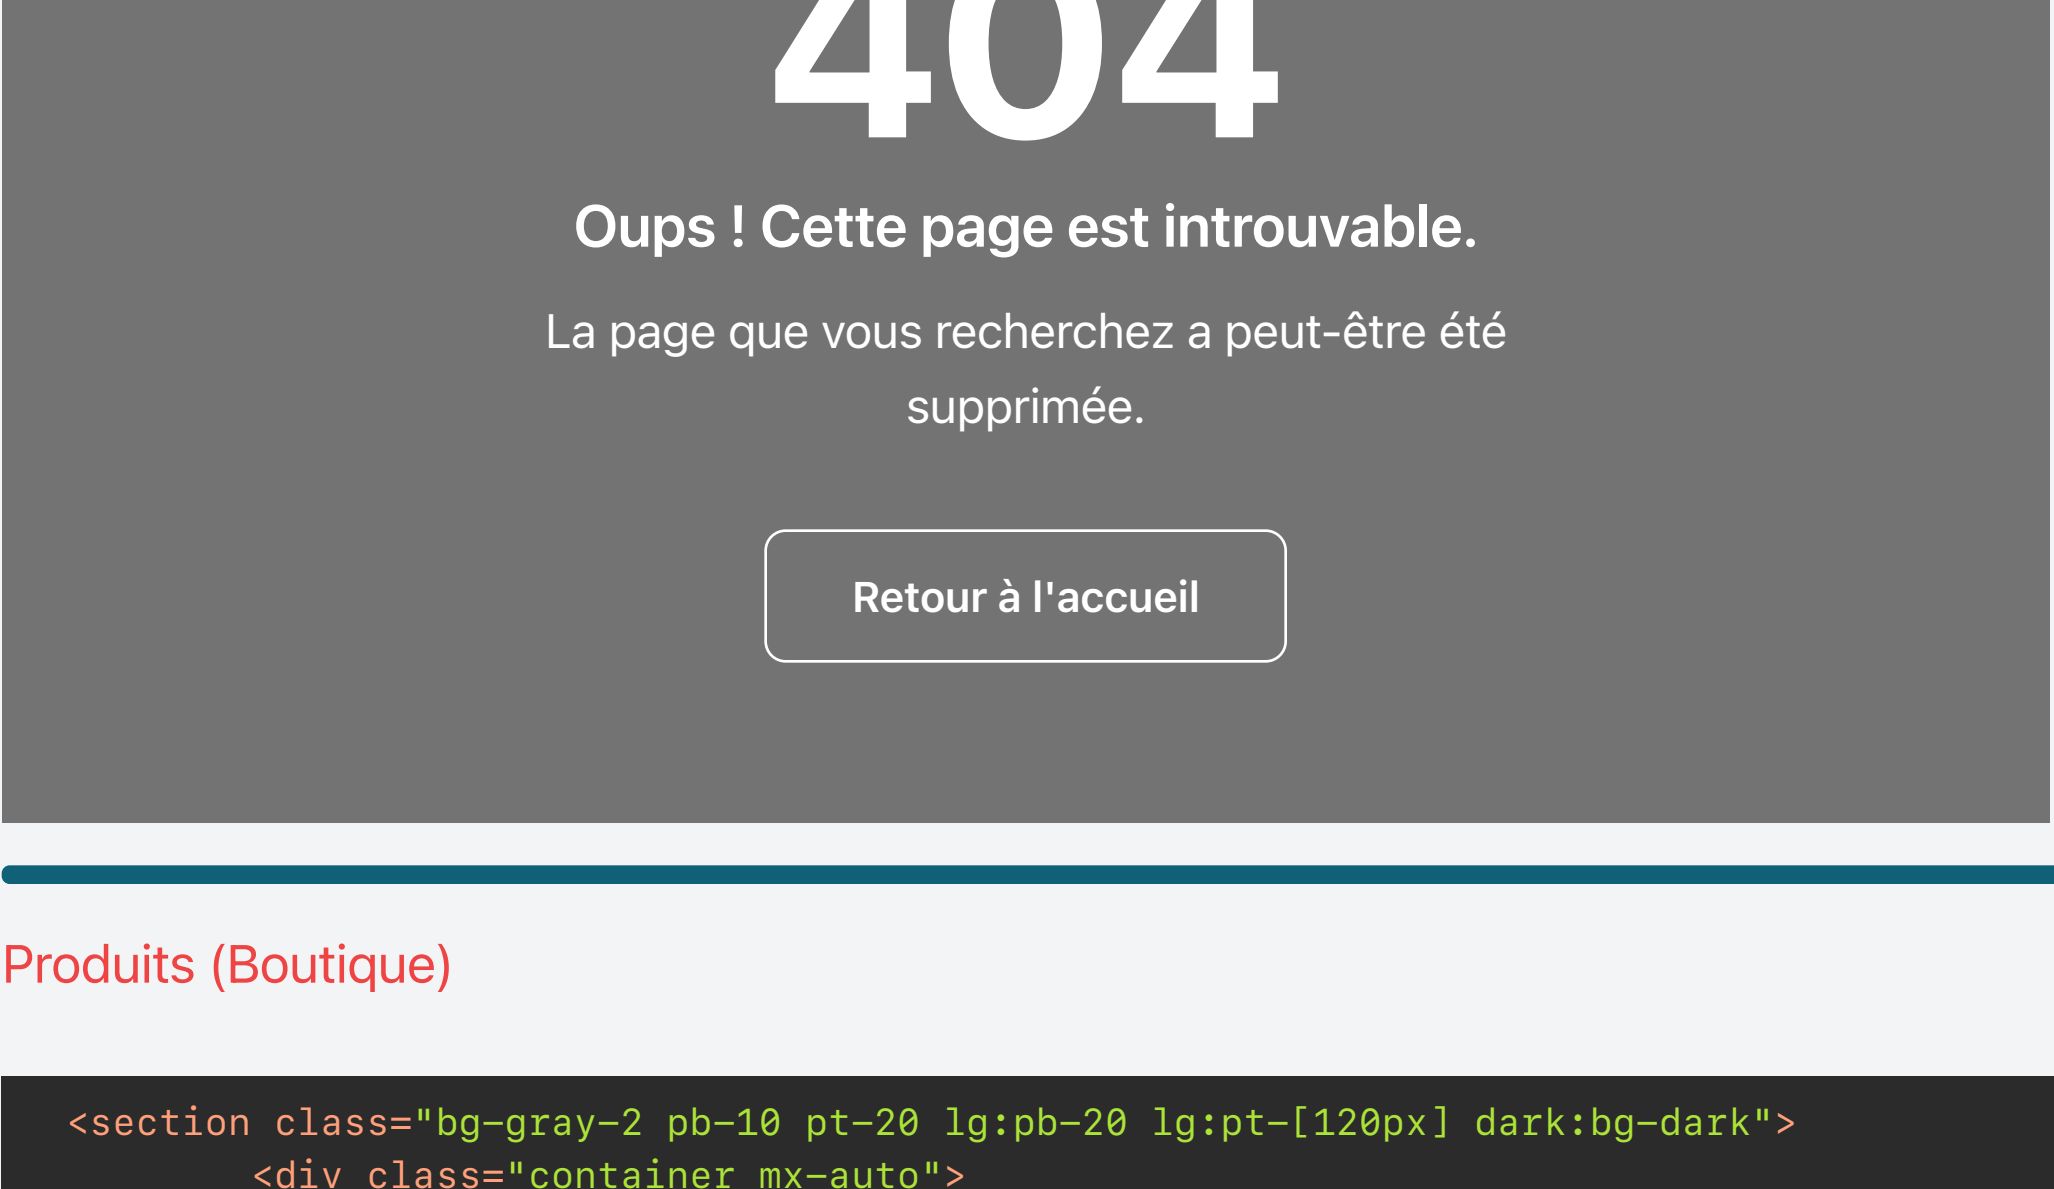 404
Oups ! Cette page est introuvable.
La page que vous recherchez a peut-être été
supprimée.
Retour à l'accueil
Produits (Boutique)
<section class="bg-gray-2 pb-10 pt-20 lg:pb-20 lg:pt-[120px] dark:bg-dark">
<div class="container mx-auto">